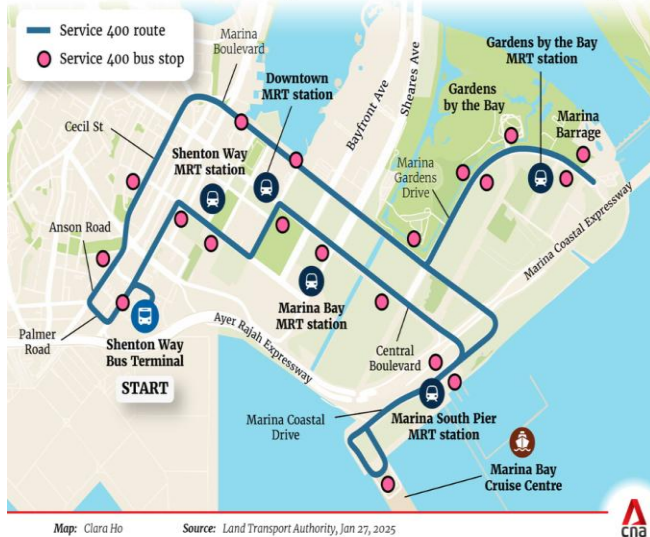 Service 400 route
Service 400 bus stop
Marina
Boulevard
Downtown
MRT station
Bayfront Ave
Sheares Ave
Gardens by the Bay
MRT station
Gardens
by the Bay
Marina
Barrage
Cecil St
Shenton Way
MRT station
Marina
Gardens
Drive
Marina Coastal Expressway
Anson Road
Palmer
Road
Shenton Way
Bus Terminal
START
Marina Bay
MRT station
Ayer Rajah Expressway
Central
Boulevard
Marina Coastal
Drive
Marina South Pier
MRT station
Marina Bay
Cruise Centre
Map: Clara Ho
Source: Land Transport Authority, Jan 27, 2025
cna